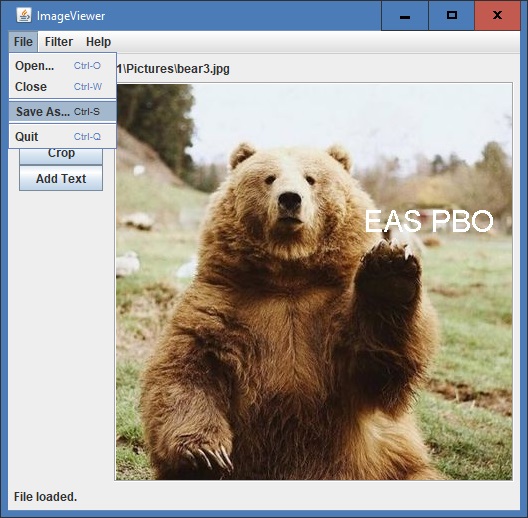 ImageViewer
File Filter Help
1\Pictures\bear3.jpg
Open... Ctrl-O
Close Ctrl-W
Save As... Ctrl-S
Quit Ctrl-Q
Crop
Add Text
EAS PBO
File loaded.